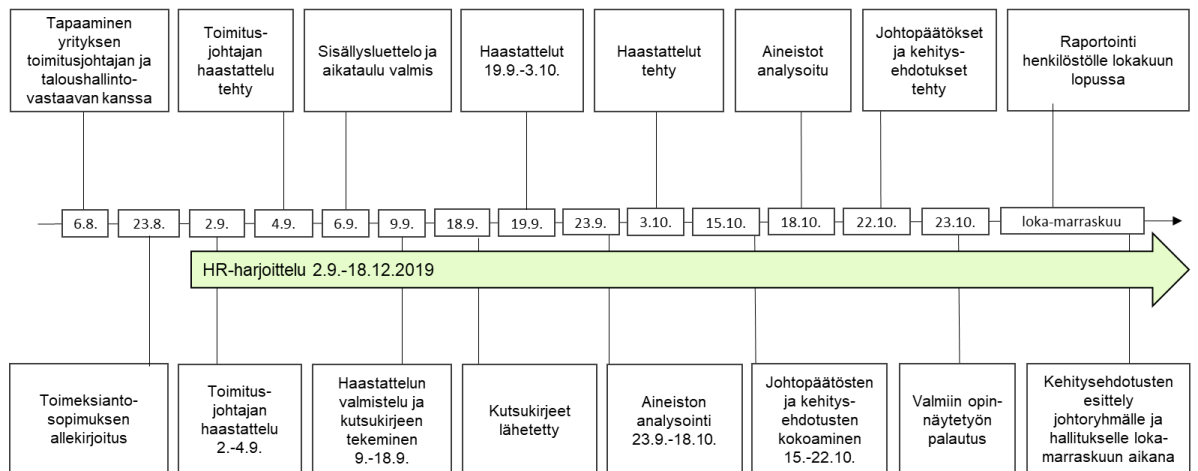 Tapaaminen
yrityksen
toimitusjohtajan ja
taloushallinto-
vastaavan kanssa
Toimitus-
johtajan
haastattelu
tehty
Sisällysluettelo ja
aikataulu valmis
Haastattelut
19.9.-3.10.
Haastattelut
tehty
Aineistot
analysoitu
Johtopäätökset
ja kehitys-
ehdotukset
tehty
Raportointi
henkilöstölle lokakuun
lopussa
6.8.
23.8.
2.9.
4.9.
6.9.
9.9.
18.9.
19.9.
23.9.
3.10.
15.10.
18.10.
22.10.
23.10.
loka-marraskuu
HR-harjoittelu 2.9.-18.12.2019
Toimeksianto-
sopimuksen
allekirjoitus
Toimitus-
johtajan
haastattelu
2.-4.9.
Haastattelun
valmistelu ja
kutsukirjeen
tekeminen
9.-18.9.
Kutsukirjeet
lähetetty
Aineiston
analysointi
23.9.-18.10.
Johtopäätösten
ja kehitys-
ehdotusten
kokoaminen
15.-22.10.
Valmiin opin-
näytetyön
palautus
Kehitysehdotusten
esittely
johtoryhmälle ja
hallitukselle loka-
marraskuun aikana